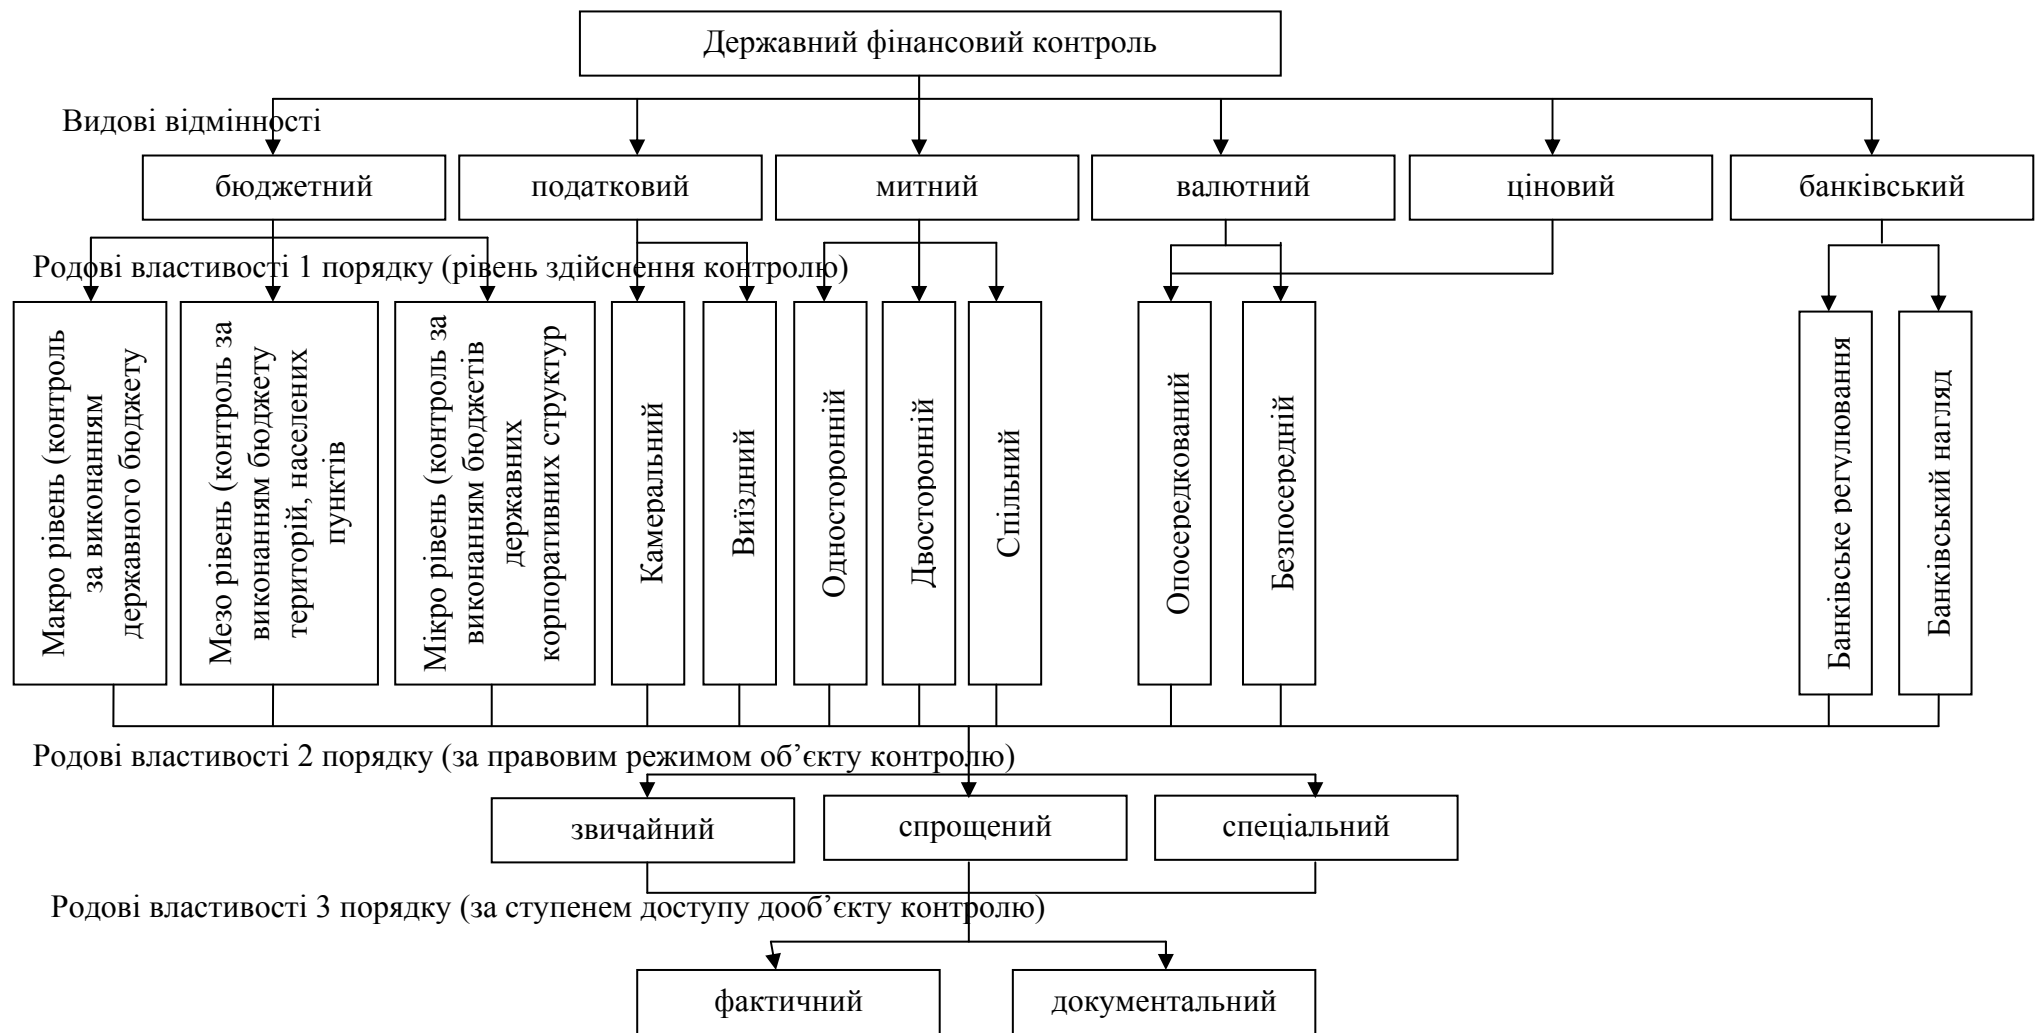 Державний фінансовий контроль
Видові відмінності
бюджетний
податковий
митний
валютний
ціновий
банківський
Родові властивості 1 порядку (рівень здійснення контролю)
Макро рівень (контроль
за виконанням
державного бюджету
Мезо рівень (контроль за
виконанням бюджету
територій, населених
пунктів
Мікро рівень (контроль за
виконанням бюджетів
державних
корпоративних структур
Камеральний
Виїздний
Односторонній
Двосторонній
Спільний
Опосередкований
Безпосередній
Банківське регулювання
Банківський нагляд
Родові властивості 2 порядку (за правовим режимом об’єкту контролю)
звичайний
спрощений
спеціальний
Родові властивості 3 порядку (за ступенем доступу дооб’єкту контролю)
фактичний
документальний